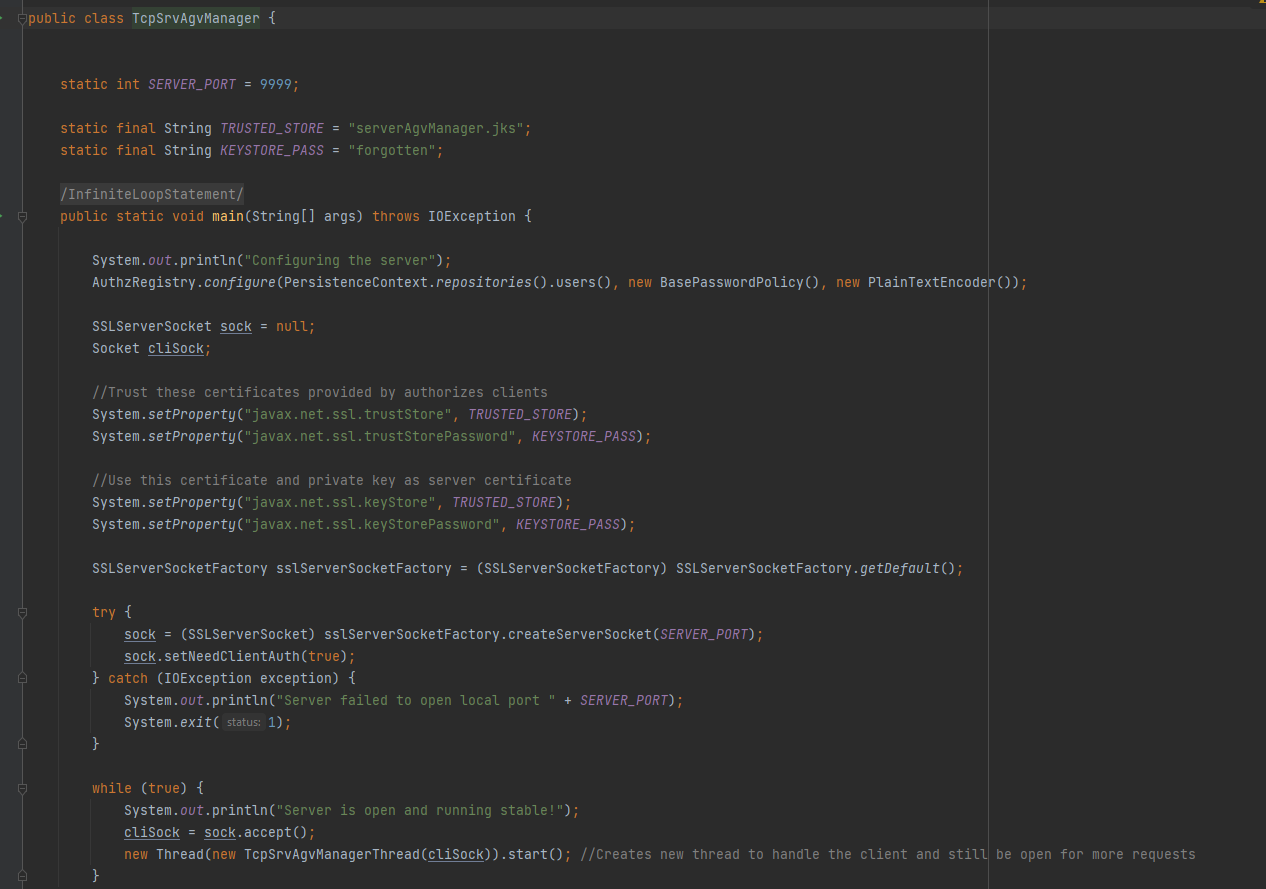 public class TcpSrvAgvManager {
static int SERVER_PORT = 9999;
static final String TRUSTED_STORE = "serverAgvManager.jks";
static final String KEYSTORE_PASS = "forgotten";
/InfiniteLoopStatement/
public static void main(String[] args) throws IOException {
System.out.println("Configuring the server");
AuthzRegistry.configure(PersistenceContext.repositories().users(), new BasePasswordPolicy(), new PlainTextEncoder());
SSLServerSocket sock = null;
Socket cliSock;
//Trust these certificates provided by authorizes clients
System.setProperty("javax.net.ssl.trustStore", TRUSTED_STORE);
System.setProperty("javax.net.ssl.trustStorePassword", KEYSTORE_PASS);
//Use this certificate and private key as server certificate
System.setProperty("javax.net.ssl.keyStore", TRUSTED_STORE);
System.setProperty("javax.net.ssl.keyStorePassword", KEYSTORE_PASS);
SSLServerSocketFactory sslServerSocketFactory = (SSLServerSocketFactory) SSLServerSocketFactory.getDefault();
try {
sock = (SSLServerSocket) sslServerSocketFactory.createServerSocket(SERVER_PORT);
sock.setNeedClientAuth(true);
} catch (IOException exception) {
System.out.println("Server failed to open local port " + SERVER_PORT);
System.exit( status: 1);
}
while (true) {
System.out.println("Server is open and running stable!");
cliSock = sock.accept();
new Thread(new TcpSrvAgvManagerThread(cliSock)).start(); //Creates new thread to handle the client and still be open for more requests
}